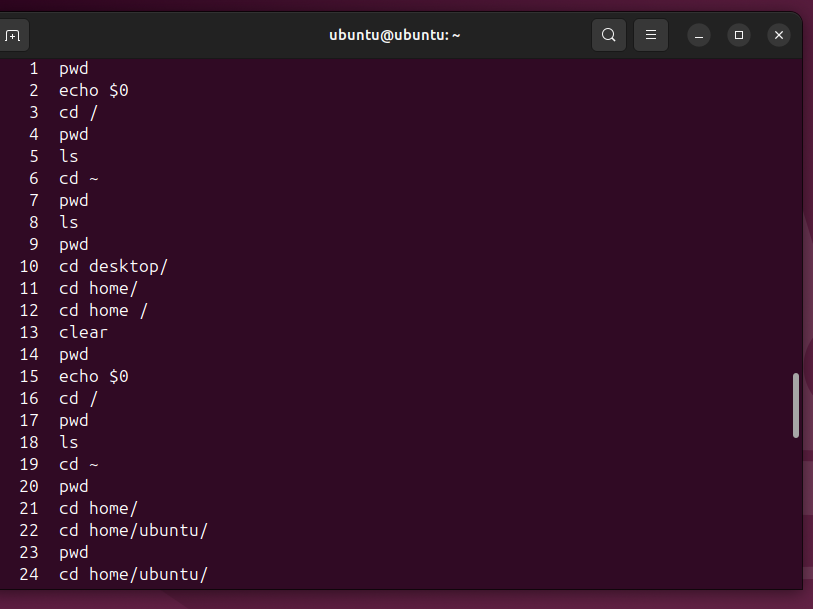 ubuntu@ubuntu: ~
1 pwd
2 echo $0
3 cd /
4 pwd
5 ls
6 cd ~
7 pwd
8 ls
9 pwd
10 cd desktop/
11 cd home/
12 cd home /
13 clear
14 pwd
15 echo $0
16 cd /
17 pwd
18 ls
19 cd ~
20 pwd
21 cd home/
22 cd home/ubuntu/
23 pwd
24 cd home/ubuntu/